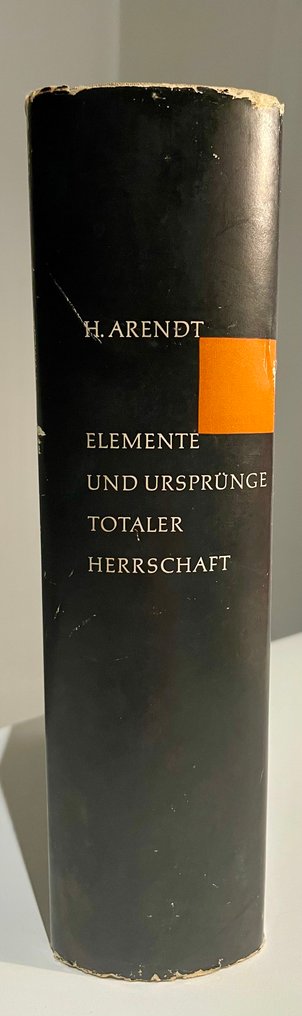 H. ARENDT
ELEMENTE
UND URSPRÜNGE
TOTALER
HERRSCHAFT